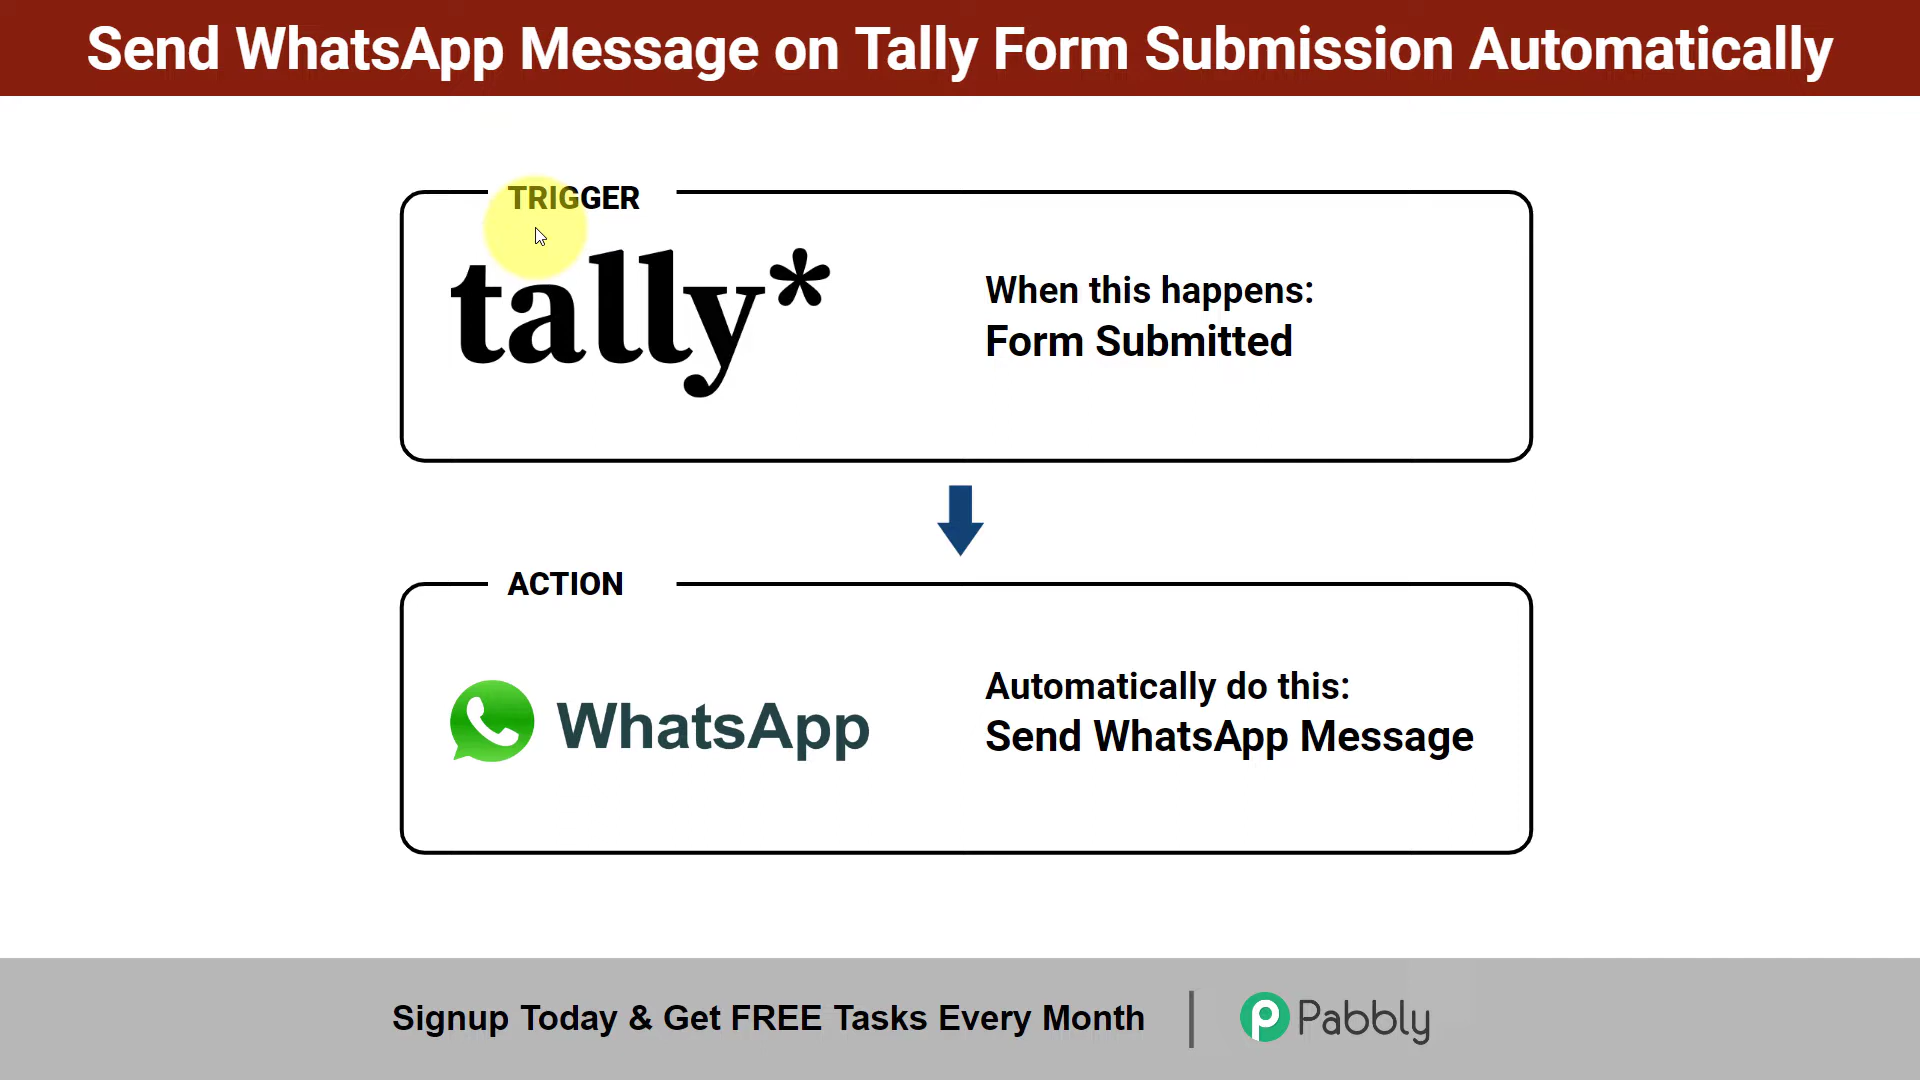 Send WhatsApp Message on Tally Form Submission Automatically
TRIGGER
tally*
When this happens:
Form Submitted
ACTION
WhatsApp
Automatically do this:
Send WhatsApp Message
Signup Today & Get FREE Tasks Every Month | Pabbly